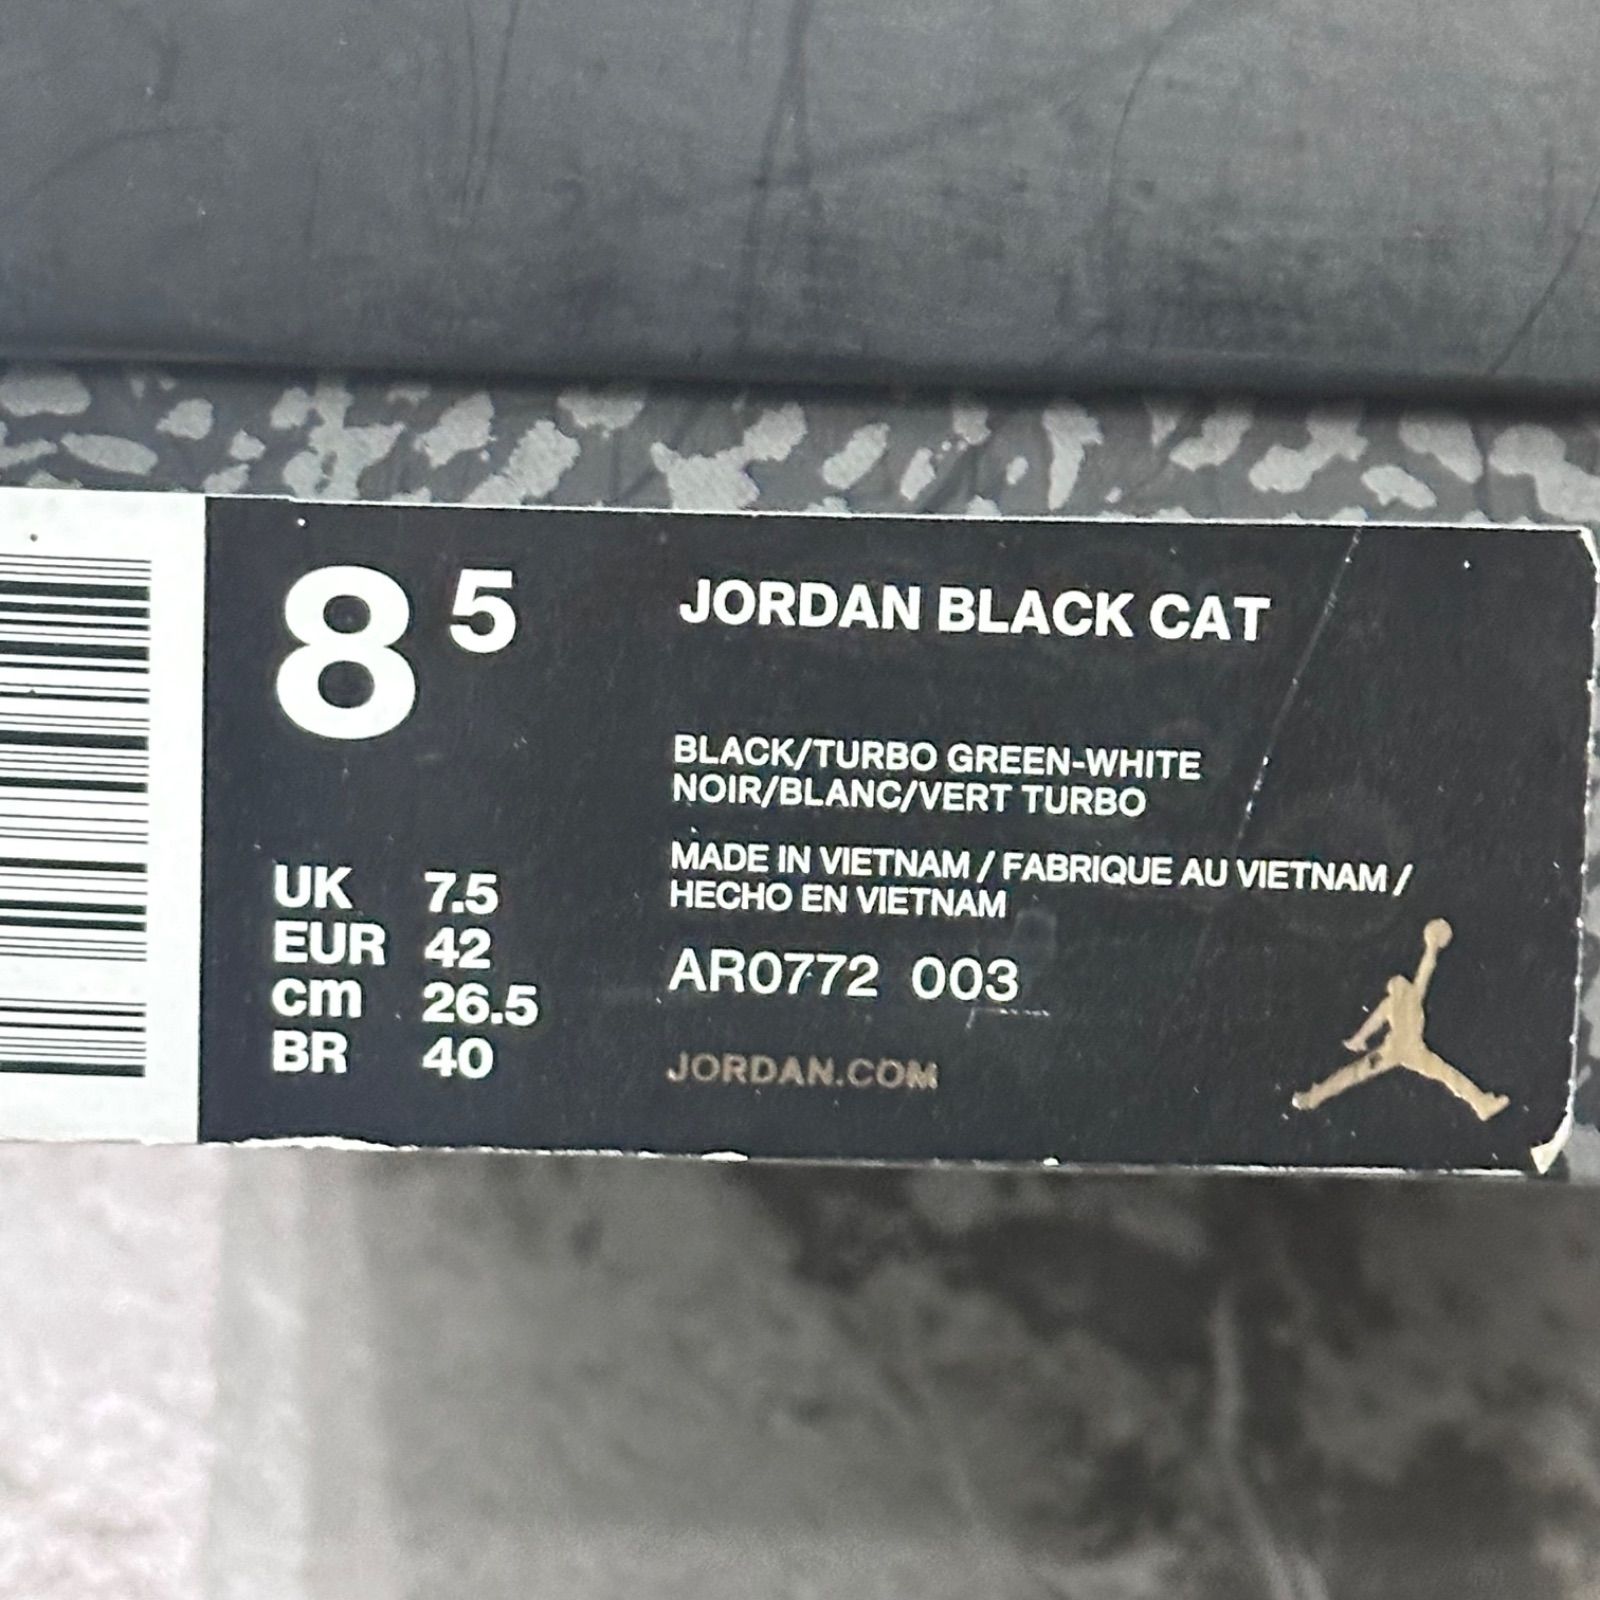 8 5
JORDAN BLACK CAT
BLACK/TURBO GREEN-WHITE
NOIR/BLANC/VERT TURBO
MADE IN VIETNAM / FABRIQUE AU VIETNAM /
HECHO EN VIETNAM
UK 7.5
EUR 42
cm 26.5
BR 40
AR0772 003
JORDAN.COM